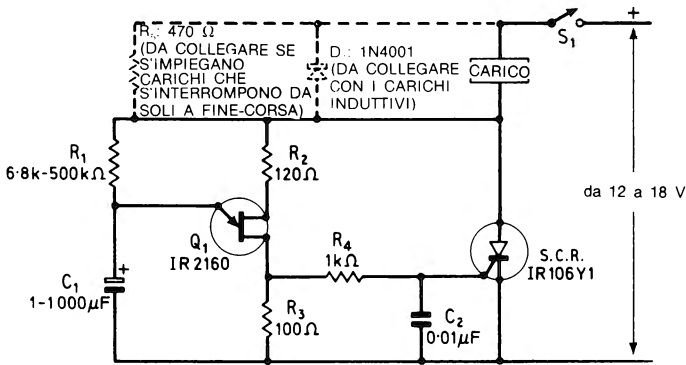 R.: 470 Ω
(DA COLLEGARE SE
S'IMPIEGANO
CARICHI CHE
S'INTERROMPONO DA
SOLI A FINE-CORSA)
D.: 1N4001
(DA COLLEGARE
CON I CARICHI
INDUTTIVI)
CARICO
S1
+
R1
6·8k-500kΩ
R2
120Ω
da 12 a 18 V
Q1
IR2160
R4
1kΩ
S.C.R.
IR106Y1
+
C1
1-1000μF
R3
100Ω
C2
0·01μF
−